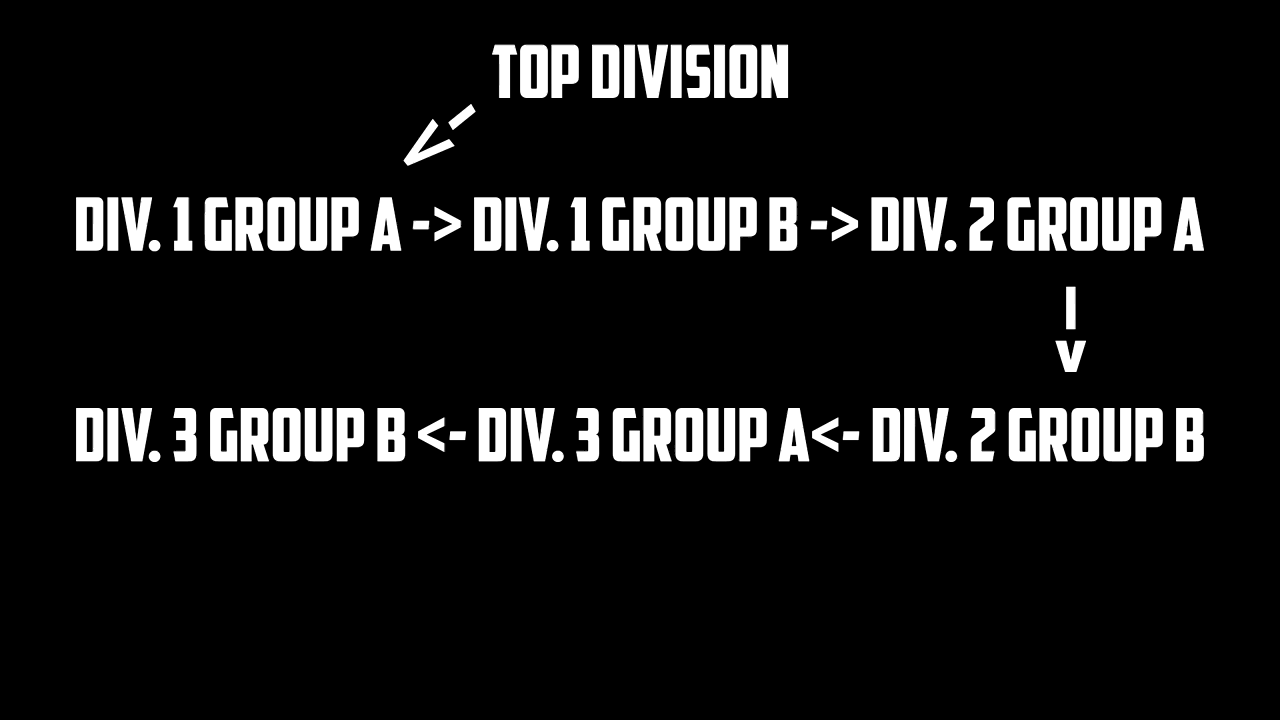 TOP DIVISION
DIV. 1 GROUP A -> DIV. 1 GROUP B -> DIV. 2 GROUP A
DIV. 3 GROUP B <- DIV. 3 GROUP A<- DIV. 2 GROUP B